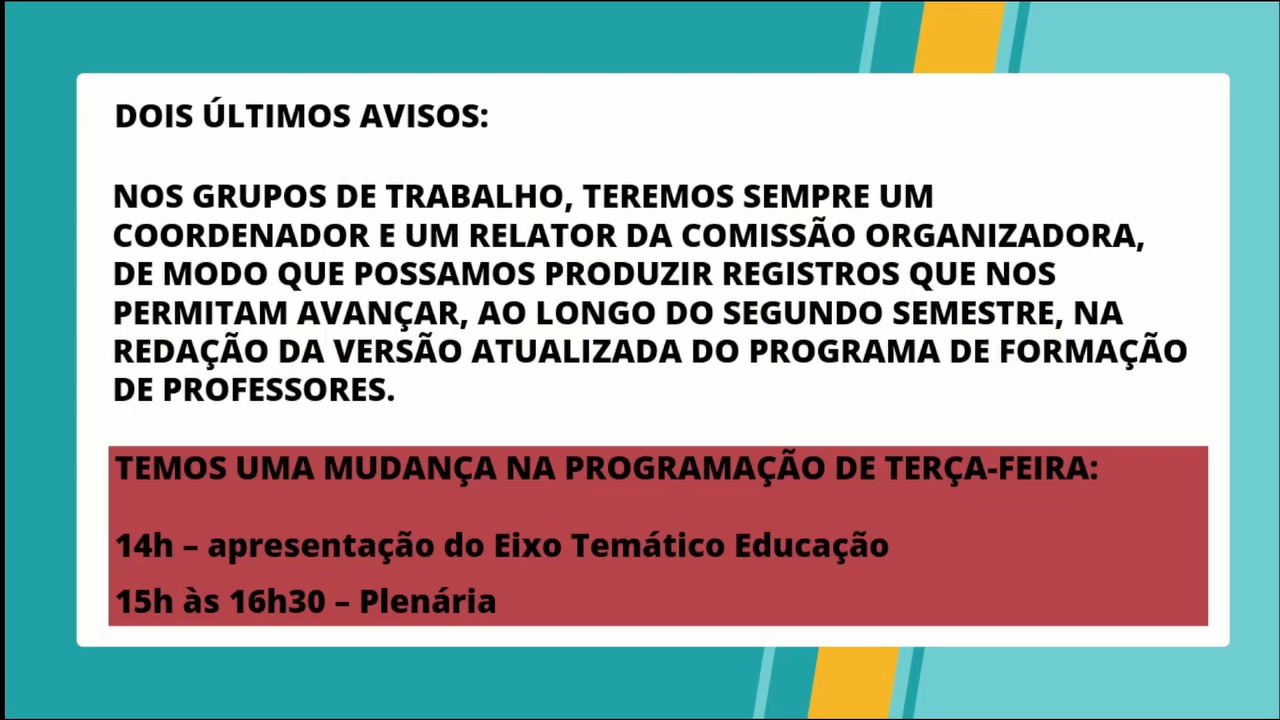 DOIS ÚLTIMOS AVISOS:
NOS GRUPOS DE TRABALHO, TEREMOS SEMPRE UM
COORDENADOR E UM RELATOR DA COMISSÃO ORGANIZADORA,
DE MODO QUE POSSAMOS PRODUZIR REGISTROS QUE NOS
PERMITAM AVANÇAR, AO LONGO DO SEGUNDO SEMESTRE, NA
REDAÇÃO DA VERSÃO ATUALIZADA DO PROGRAMA DE FORMAÇÃO
DE PROFESSORES.
TEMOS UMA MUDANÇA NA PROGRAMAÇÃO DE TERÇA-FEIRA:
14h – apresentação do Eixo Temático Educação
15h às 16h30 – Plenária